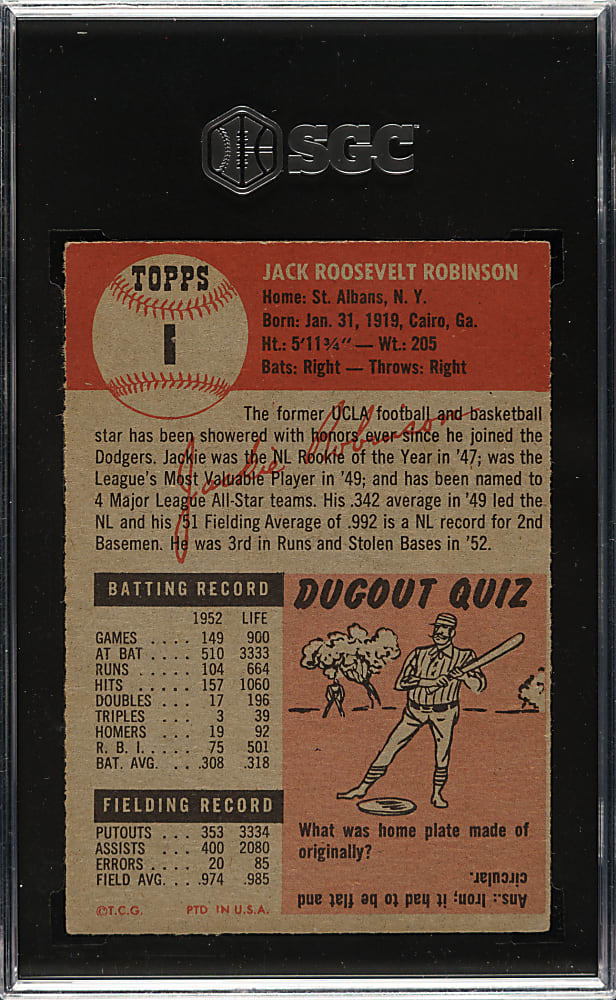 SGC
TOPPS
1
JACK ROOSEVELT ROBINSON
Home: St. Albans, N. Y.
Born: Jan. 31, 1919, Cairo, Ga.
Ht.: 5'11¾" — Wt.: 205
Bats: Right — Throws: Right
The former UCLA football and basketball
star has been showered with honors ever since he joined the
Dodgers. Jackie was the NL Rookie of the Year in '47; was the
League's Most Valuable Player in '49; and has been named to
4 Major League All-Star teams. His .342 average in '49 led the
NL and his '51 Fielding Average of .992 is a NL record for 2nd
Basemen. He was 3rd in Runs and Stolen Bases in '52.
Jackie Robinson
BATTING RECORD
1952 LIFE
GAMES .... 149 900
AT BAT .... 510 3333
RUNS ..... 104 664
HITS ..... 157 1060
DOUBLES ... 17 196
TRIPLES ... 3 39
HOMERS ... 19 92
R. B. I. ..... 75 501
BAT. AVG. ... .308 .318
FIELDING RECORD
PUTOUTS ... 353 3334
ASSISTS ... 400 2080
ERRORS .... 20 85
FIELD AVG. ... .974 .985
©T.C.G. PTD IN U.S.A.
DUGOUT QUIZ
What was home plate made of
originally?
Ans.: Iron; it had to be flat and
circular.